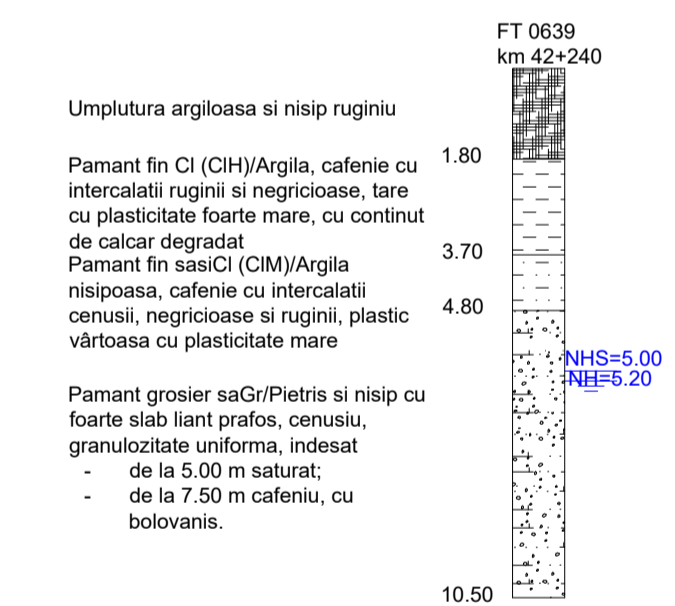 FT 0639
km 42+240
Umplutura argiloasa si nisip ruginiu
1.80
Pamant fin Cl (ClH)/Argila, cafenie cu
intercalatii ruginii si negricioase, tare
cu plasticitate foarte mare, cu continut
de calcar degradat
3.70
Pamant fin sasiCl (ClM)/Argila
nisipoasa, cafenie cu intercalatii
cenusii, negricioase si ruginii, plastic
vârtoasa cu plasticitate mare
4.80
NHS=5.00
NH=5.20
Pamant grosier saGr/Pietris si nisip cu
foarte slab liant prafos, cenusiu,
granulozitate uniforma, indesat
- de la 5.00 m saturat;
- de la 7.50 m cafeniu, cu
bolovanis.
10.50